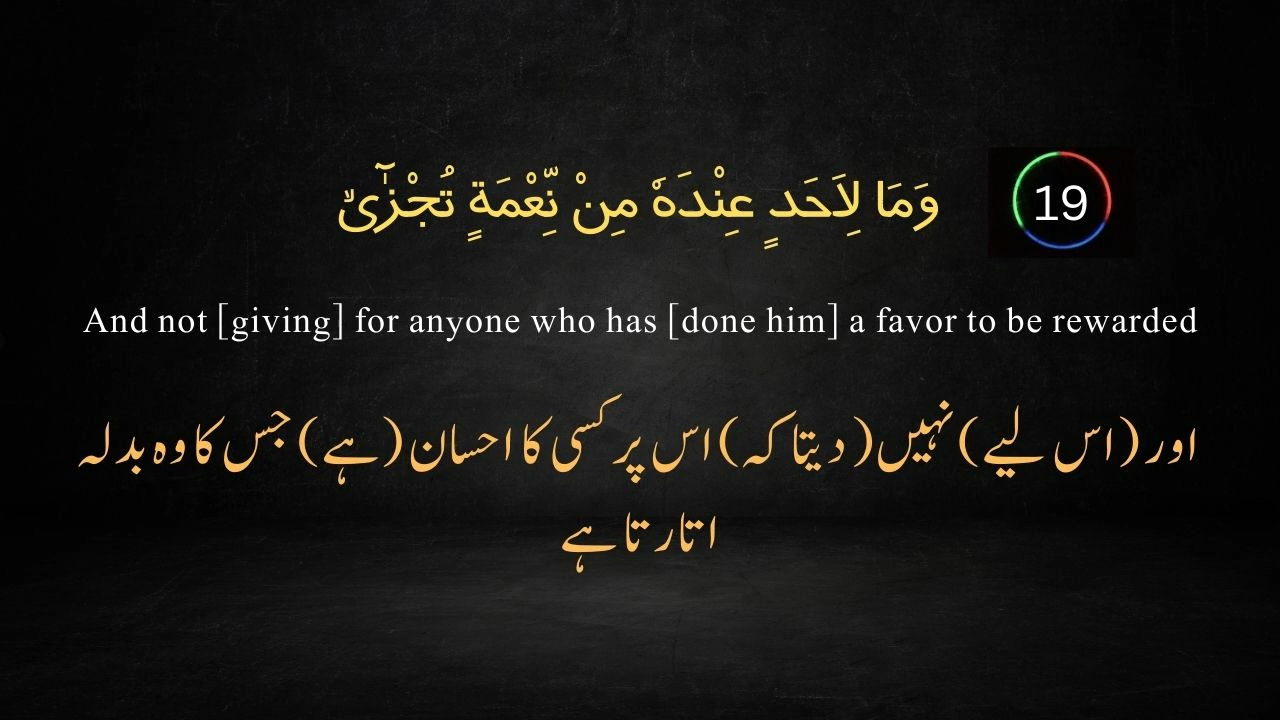 وَمَا لِاَحَدٍ عِنْدَهٗ مِنْ نِّعْمَةٍ تُجْزٰۤىۙ
19
And not [giving] for anyone who has [done him] a favor to be rewarded
اور (اس لیے) نہیں (دیتا کہ) اس پر کسی کا احسان (ہے) جس کا وہ بدلہ
اتارتا ہے